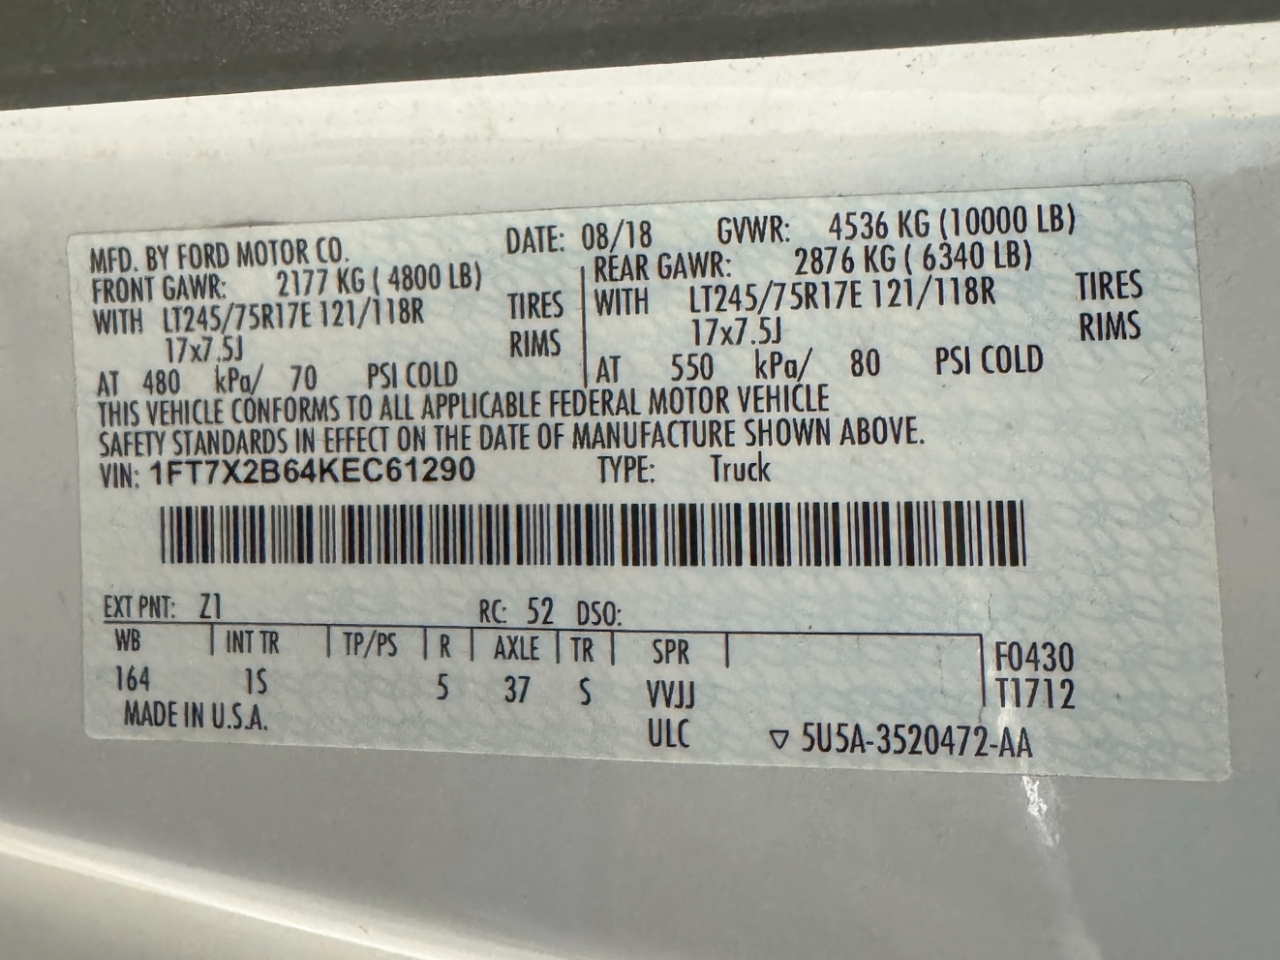 MFD. BY FORD MOTOR CO. DATE: 08/18 GVWR: 4536 KG (10000 LB)
FRONT GAWR: 2177 KG ( 4800 LB) REAR GAWR: 2876 KG ( 6340 LB)
WITH LT245/75R17E 121/118R TIRES WITH LT245/75R17E 121/118R TIRES
17x7.5J RIMS 17x7.5J RIMS
AT 480 kPa/ 70 PSI COLD AT 550 kPa/ 80 PSI COLD
THIS VEHICLE CONFORMS TO ALL APPLICABLE FEDERAL MOTOR VEHICLE
SAFETY STANDARDS IN EFFECT ON THE DATE OF MANUFACTURE SHOWN ABOVE.
VIN: 1FT7X2B64KEC61290 TYPE: Truck
EXT PNT: Z1 RC: 52 DSO:
WB INT TR TP/PS R AXLE TR SPR F0430
164 1S 5 37 S VVJJ T1712
MADE IN U.S.A. ULC ▽ 5U5A-3520472-AA